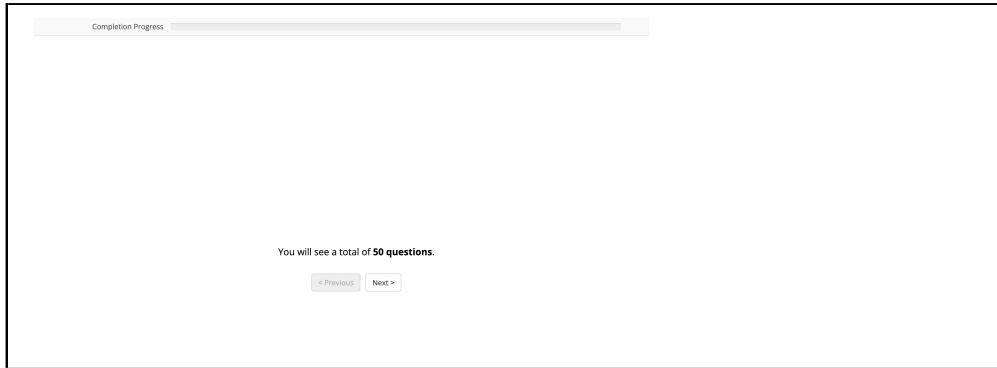 Completion Progress
You will see a total of 50 questions.
< Previous Next >